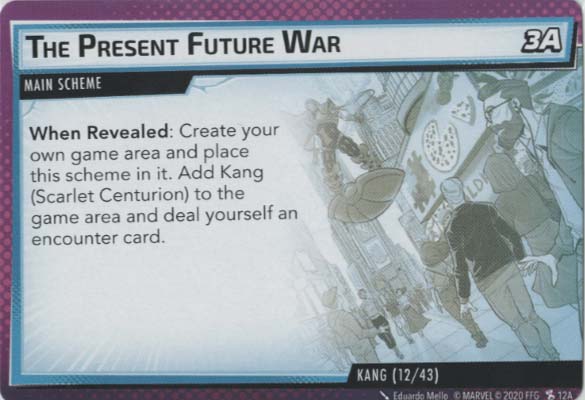 THE PRESENT FUTURE WAR
3A
MAIN SCHEME
When Revealed: Create your
own game area and place
this scheme in it. Add Kang
(Scarlet Centurion) to the
game area and deal yourself an
encounter card.
KANG (12/43)
Eduardo Mello © MARVEL © 2020 FFG 12A